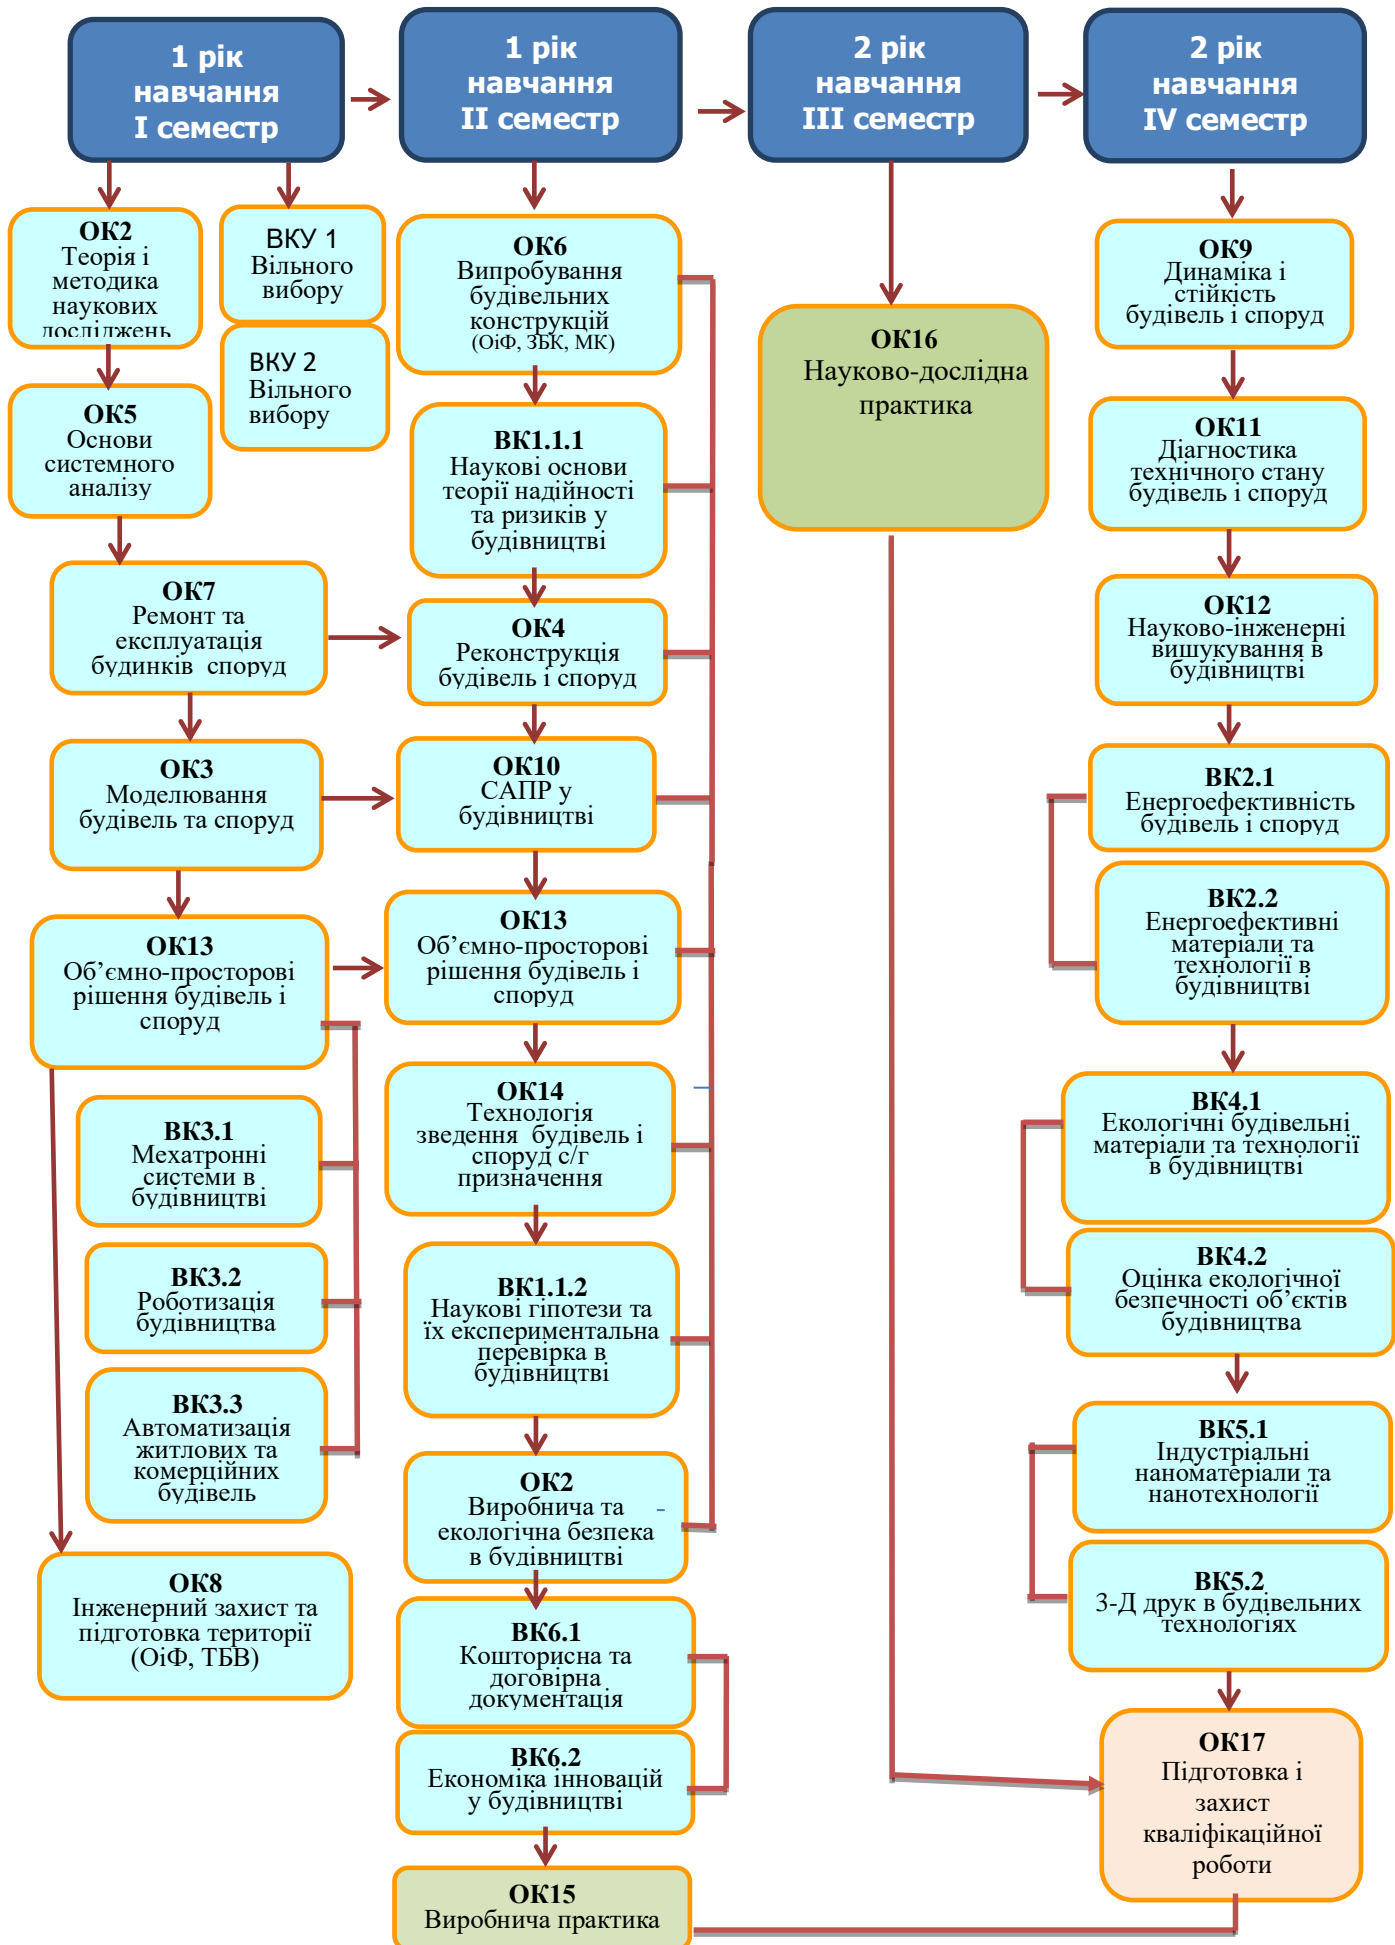 1 рік
навчання
I семестр
1 рік
навчання
II семестр
2 рік
навчання
III семестр
2 рік
навчання
IV семестр
ОК2
Теорія і
методика
наукових
досліджень
ВКУ 1
Вільного
вибору
ВКУ 2
Вільного
вибору
ОК5
Основи
системного
аналізу
ОК7
Ремонт та
експлуатація
будинків споруд
ОК3
Моделювання
будівель та споруд
ОК13
Об’ємно-просторові
рішення будівель і
споруд
ВК3.1
Мехатронні
системи в
будівництві
ВК3.2
Роботизація
будівництва
ВК3.3
Автоматизація
житлових та
комерційних
будівель
ОК8
Інженерний захист та
підготовка території
(ОіФ, ТБВ)
ОК6
Випробування
будівельних
конструкцій
(ОіФ, ЗБК, МК)
ВК1.1.1
Наукові основи
теорії надійності
та ризиків у
будівництві
ОК4
Реконструкція
будівель і споруд
ОК10
САПР у
будівництві
ОК13
Об’ємно-просторові
рішення будівель і
споруд
ОК14
Технологія
зведення будівель і
споруд с/г
призначення
ВК1.1.2
Наукові гіпотези та
їх експериментальна
перевірка в
будівництві
ОК2
Виробнича та
екологічна безпека
в будівництві
ВК6.1
Кошторисна та
договірна
документація
ВК6.2
Економіка інновацій
у будівництві
ОК15
Виробнича практика
ОК16
Науково-дослідна
практика
ОК9
Динаміка і
стійкість
будівель і споруд
ОК11
Діагностика
технічного стану
будівель і споруд
ОК12
Науково-інженерні
вишукування в
будівництві
ВК2.1
Енергоефективність
будівель і споруд
ВК2.2
Енергоефективні
матеріали та
технології в
будівництві
ВК4.1
Екологічні будівельні
матеріали та технології
в будівництві
ВК4.2
Оцінка екологічної
безпечності об’єктів
будівництва
ВК5.1
Індустріальні
наноматеріали та
нанотехнології
ВК5.2
3-Д друк в будівельних
технологіях
ОК17
Підготовка і
захист
кваліфікаційної
роботи